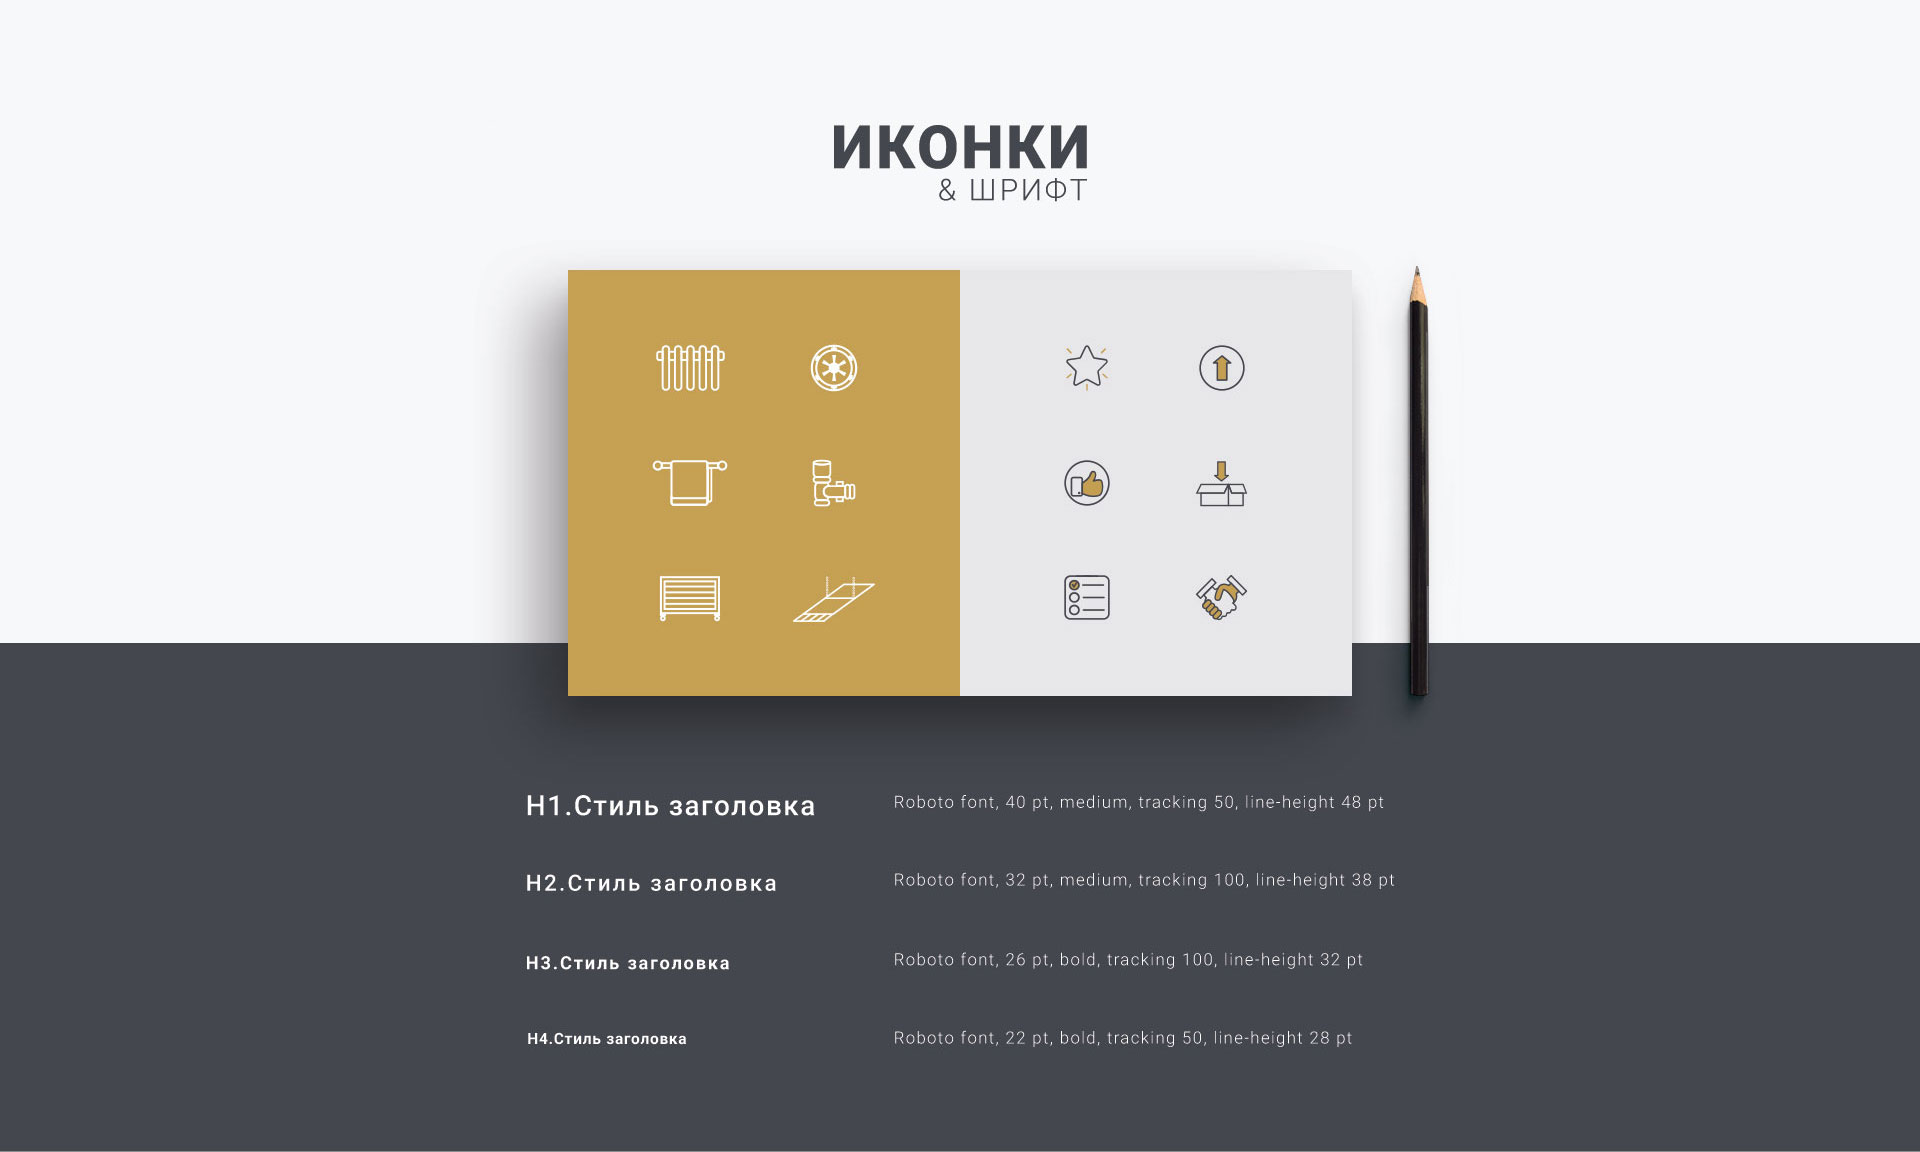 ИКОНКИ
& ШРИФТ
H1.Стиль заголовка
Roboto font, 40 pt, medium, tracking 50, line-height 48 pt
H2.Стиль заголовка
Roboto font, 32 pt, medium, tracking 100, line-height 38 pt
H3.Стиль заголовка
Roboto font, 26 pt, bold, tracking 100, line-height 32 pt
H4.Стиль заголовка
Roboto font, 22 pt, bold, tracking 50, line-height 28 pt